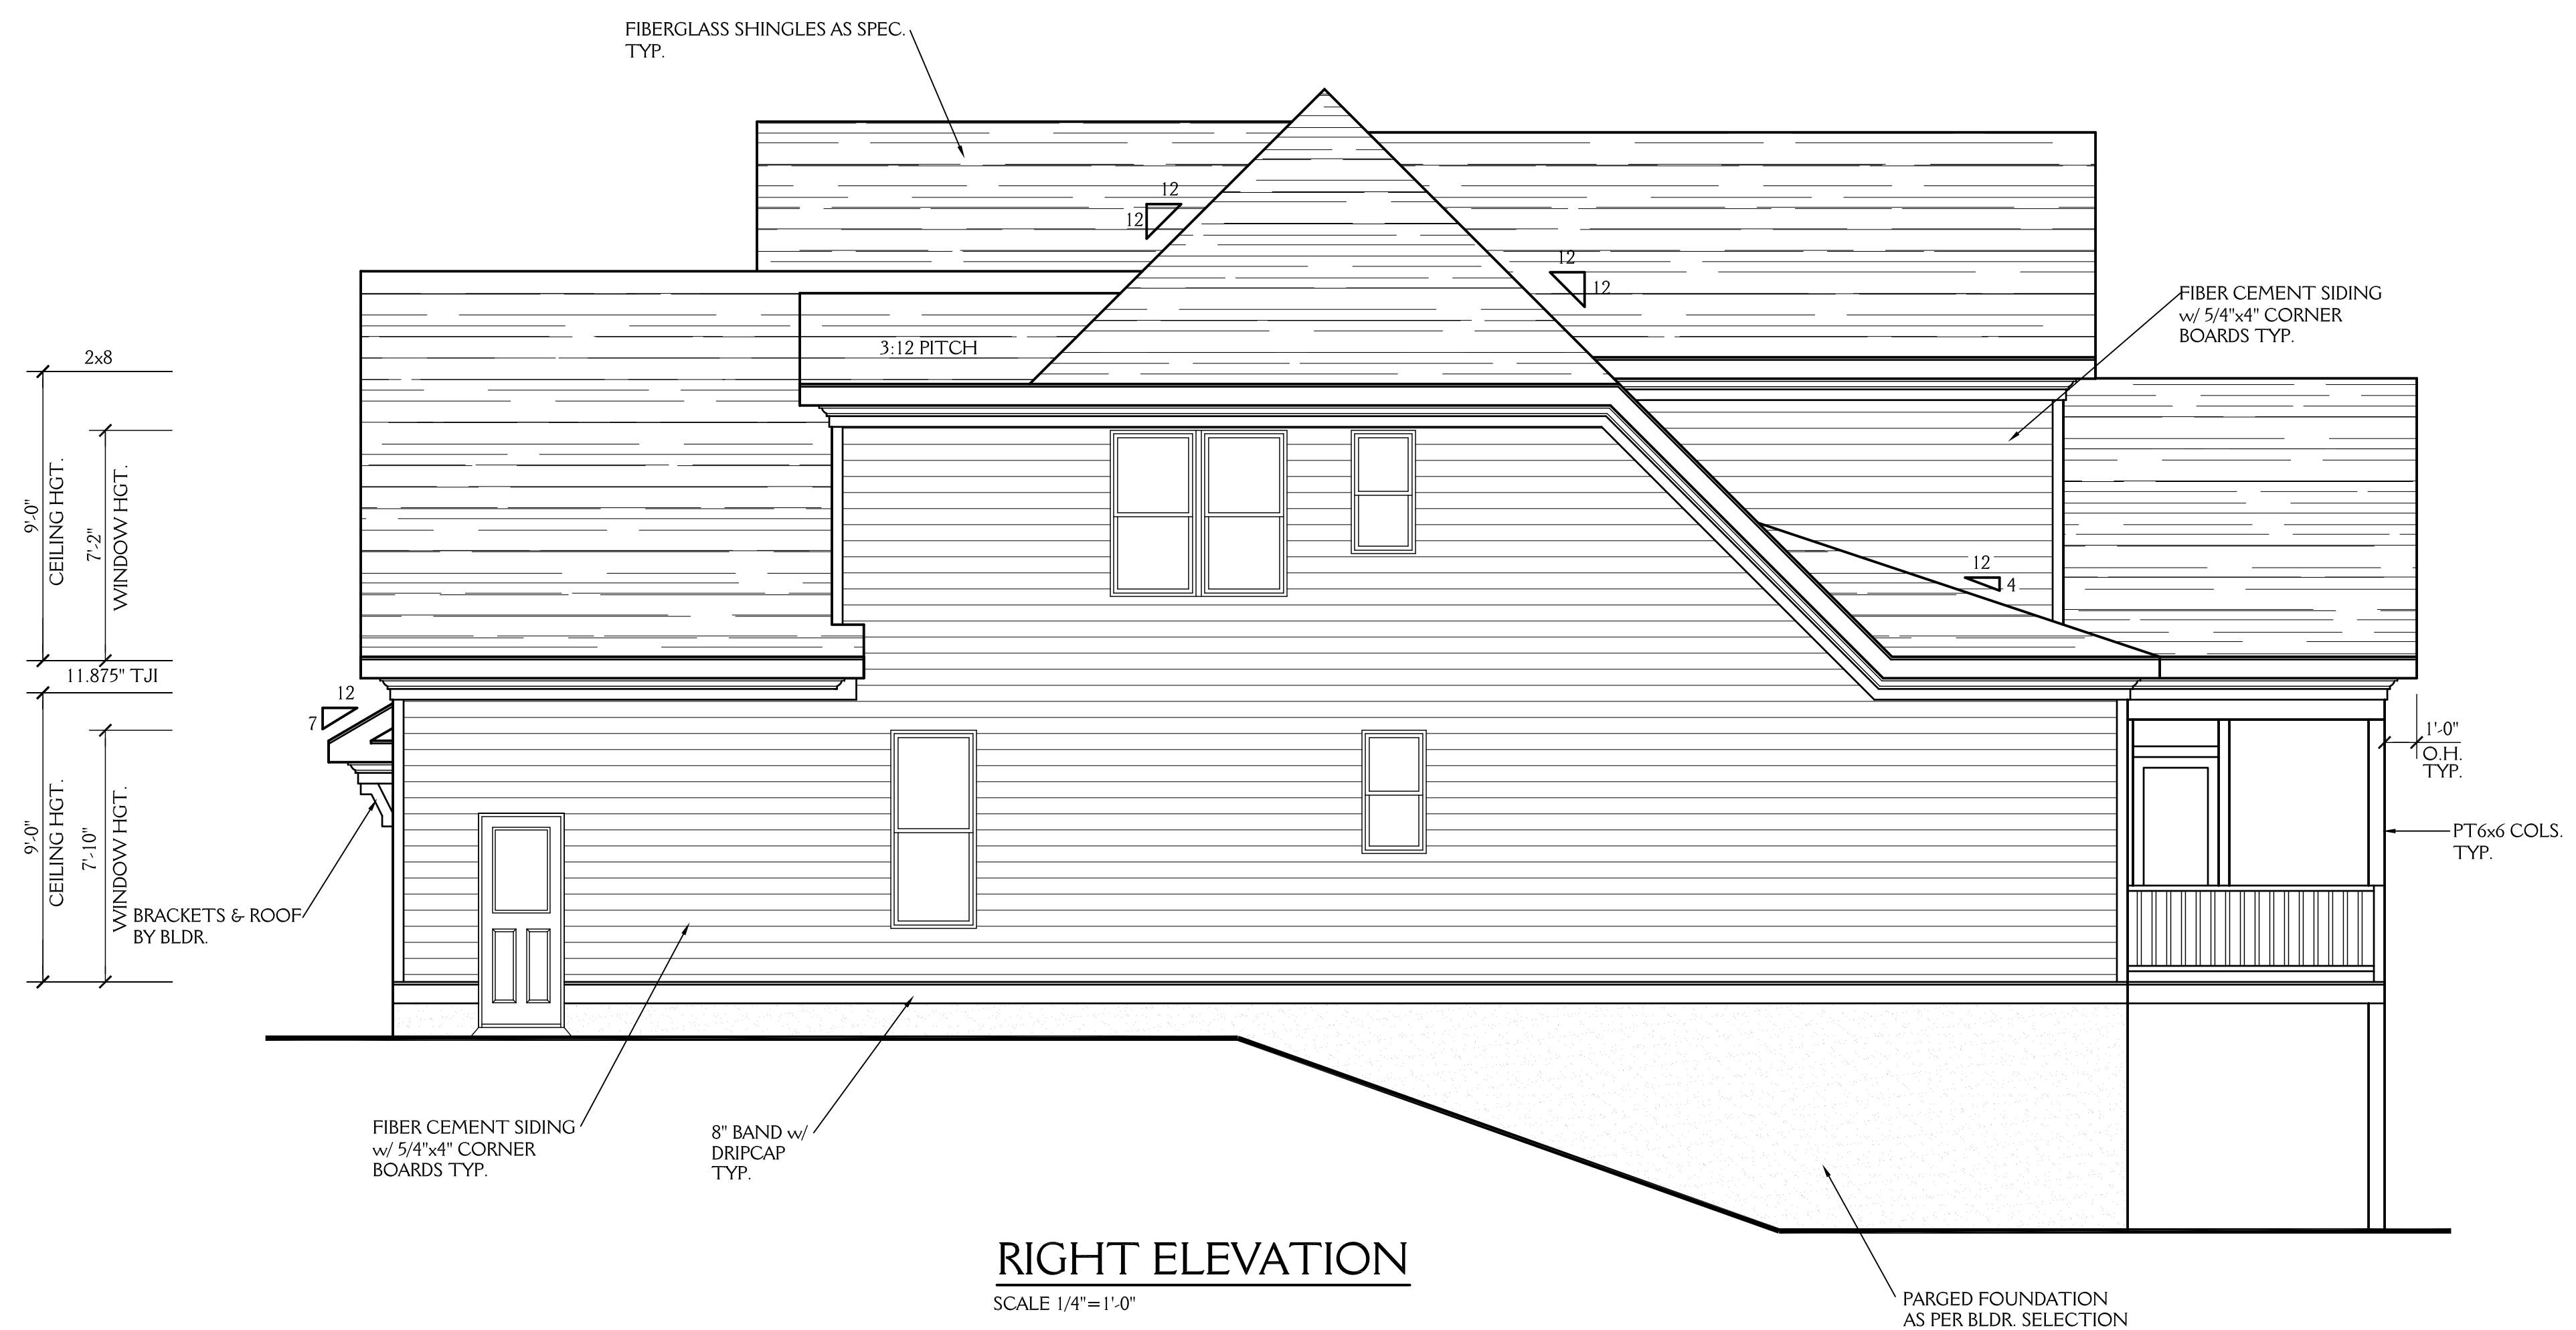 FIBERGLASS SHINGLES AS SPEC.
TYP.
12
12
12
12
FIBER CEMENT SIDING
w/ 5/4"x4" CORNER
BOARDS TYP.
3:12 PITCH
2x8
9'-0"
CEILING HGT.
7'-2"
WINDOW HGT.
12
4
11.875" TJI
12
7
1'-0"
O.H.
TYP.
9'-0"
CEILING HGT.
7'-10"
WINDOW HGT.
PT6x6 COLS.
TYP.
BRACKETS & ROOF
BY BLDR.
FIBER CEMENT SIDING
w/ 5/4"x4" CORNER
BOARDS TYP.
8" BAND w/
DRIPCAP
TYP.
RIGHT ELEVATION
SCALE 1/4"=1'-0"
PARGED FOUNDATION
AS PER BLDR. SELECTION